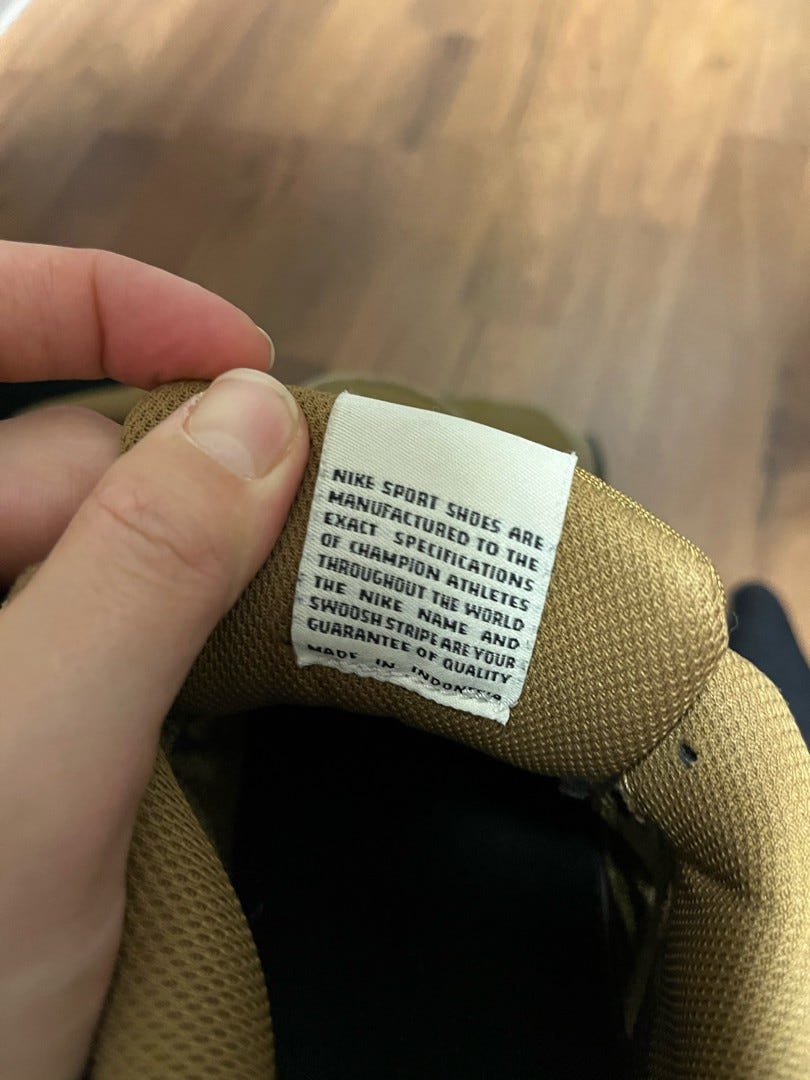 NIKE SPORT SHOES ARE
MANUFACTURED TO THE
EXACT SPECIFICATIONS
OF CHAMPION ATHLETES
THROUGHOUT THE WORLD
THE NIKE NAME AND
SWOOSH STRIPE ARE YOUR
GUARANTEE OF QUALITY
MADE IN INDONESIA